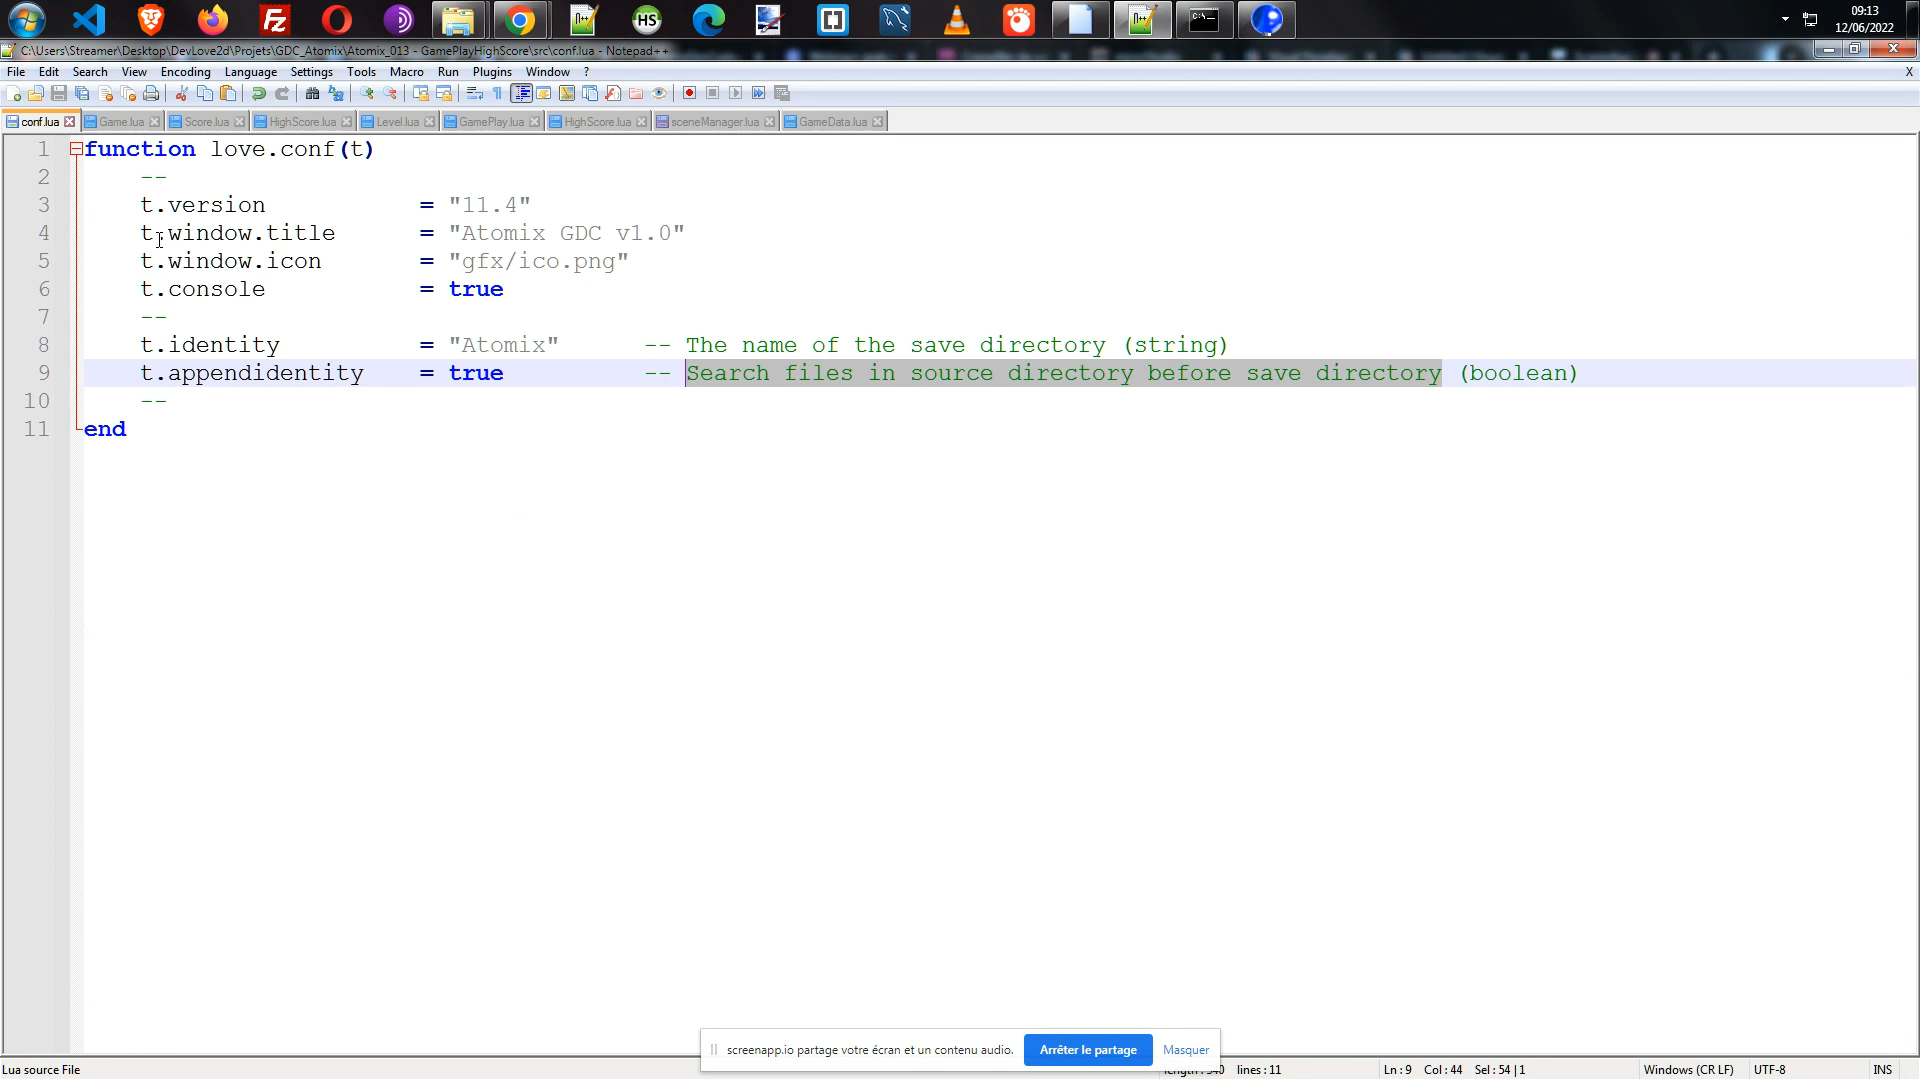 09:13
12/06/2022
C:\Users\Streamer\Desktop\DevLove2d\Projets\GDC_Atomix\Atomix_013 - GamePlayHighScore\src\conf.lua - Notepad++
File Edit Search View Encoding Language Settings Tools Macro Run Plugins Window ? X
conf.lua Game.lua Score.lua HighScore.lua Level.lua GamePlay.lua HighScore.lua sceneManager.lua GameData.lua
1 function love.conf(t)
2 --
3 t.version = "11.4"
4 t.window.title = "Atomix GDC v1.0"
5 t.window.icon = "gfx/ico.png"
6 t.console = true
7 --
8 t.identity = "Atomix" -- The name of the save directory (string)
9 t.appendidentity = true -- Search files in source directory before save directory (boolean)
10 --
11 end
screenapp.io partage votre écran et un contenu audio. Arrêter le partage Masquer
Lua source File lines : 11 Ln : 9 Col : 44 Sel : 54 | 1 Windows (CR LF) UTF-8 INS